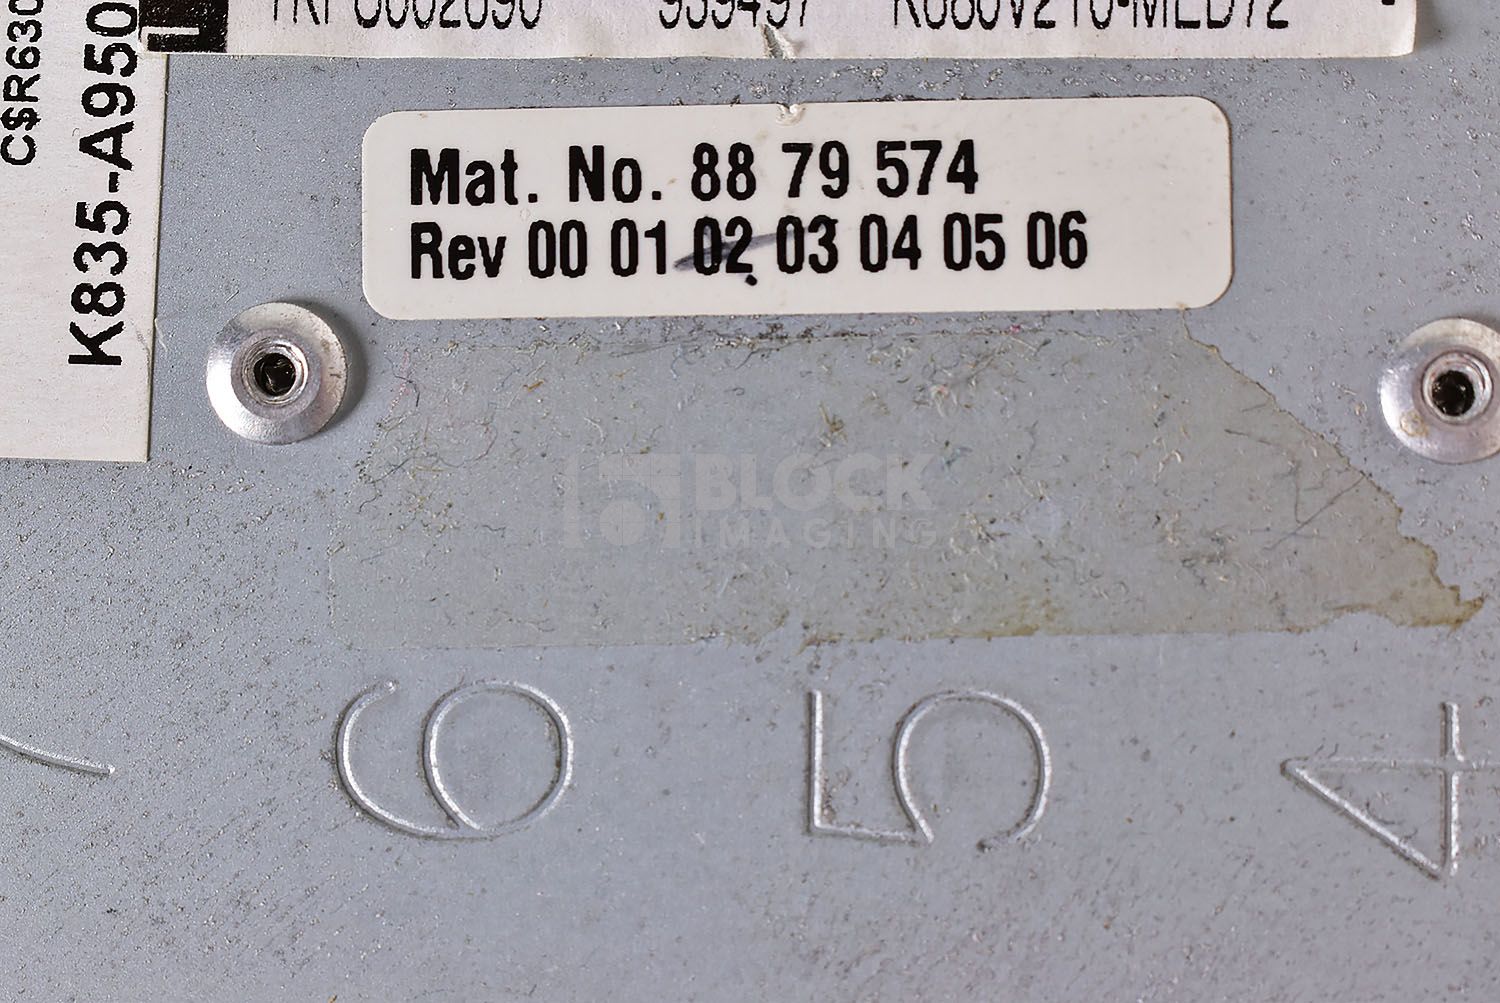 939497
Mat. No. 88 79 574
Rev 00 01 02 03 04 05 06
K835-A950
BLOCK
IMAGING
6 5 4